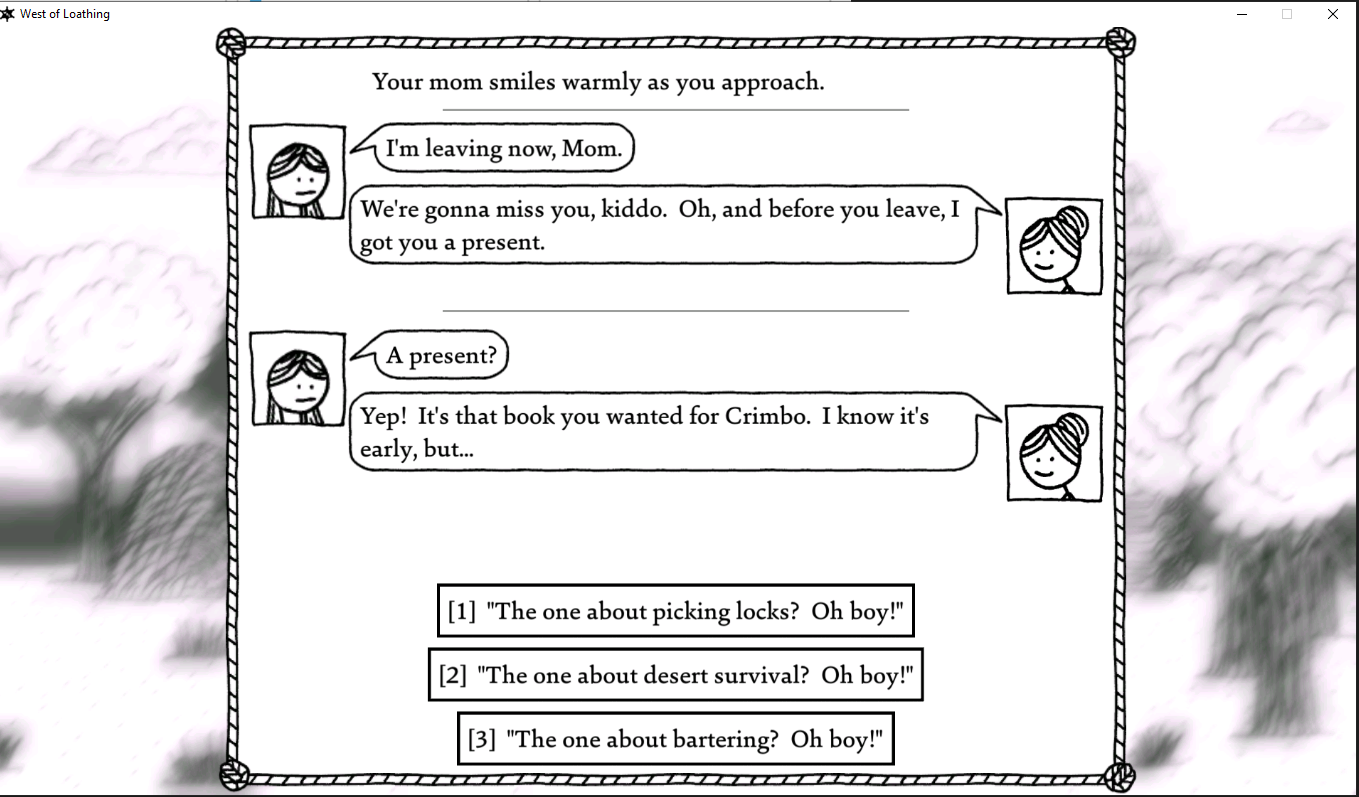 West of Loathing
Your mom smiles warmly as you approach.
I'm leaving now, Mom.
We're gonna miss you, kiddo.  Oh, and before you leave, I
got you a present.
A present?
Yep!  It's that book you wanted for Crimbo.  I know it's
early, but...
[1]  "The one about picking locks?  Oh boy!"
[2]  "The one about desert survival?  Oh boy!"
[3]  "The one about bartering?  Oh boy!"